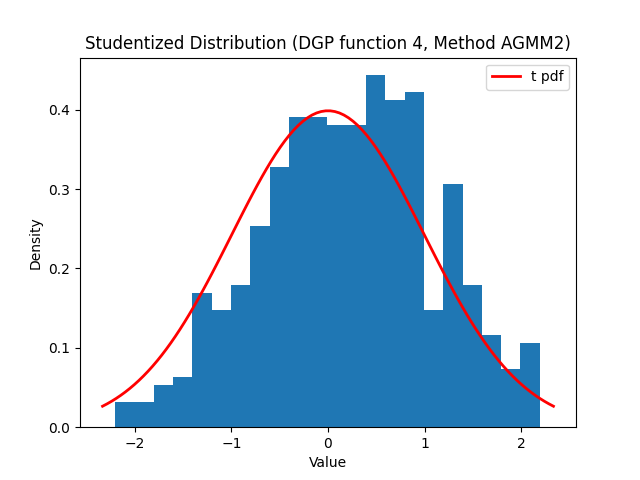 Studentized Distribution (DGP function 4, Method AGMM2)
t pdf
Density
0.4
0.3
0.2
0.1
0.0
−2
−1
0
1
2
Value